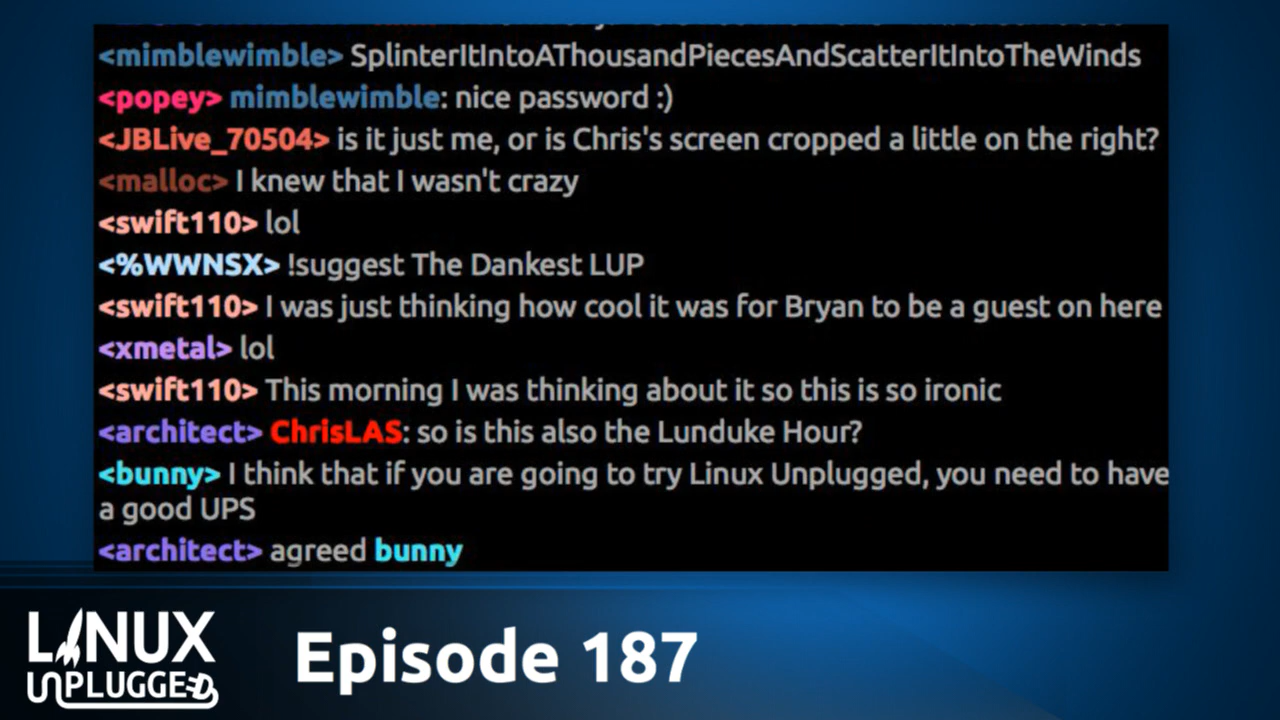 <mimblewimble> SplinterItIntoAThousandPiecesAndScatterItIntoTheWinds
<popey> mimblewimble: nice password :)
<JBLive_70504> is it just me, or is Chris's screen cropped a little on the right?
<malloc> I knew that I wasn't crazy
<swift110> lol
<%WWNSX> !suggest The Dankest LUP
<swift110> I was just thinking how cool it was for Bryan to be a guest on here
<xmetal> lol
<swift110> This morning I was thinking about it so this is so ironic
<architect> ChrisLAS: so is this also the Lunduke Hour?
<bunny> I think that if you are going to try Linux Unplugged, you need to have
a good UPS
<architect> agreed bunny
LINUX
UNPLUGGED
Episode 187